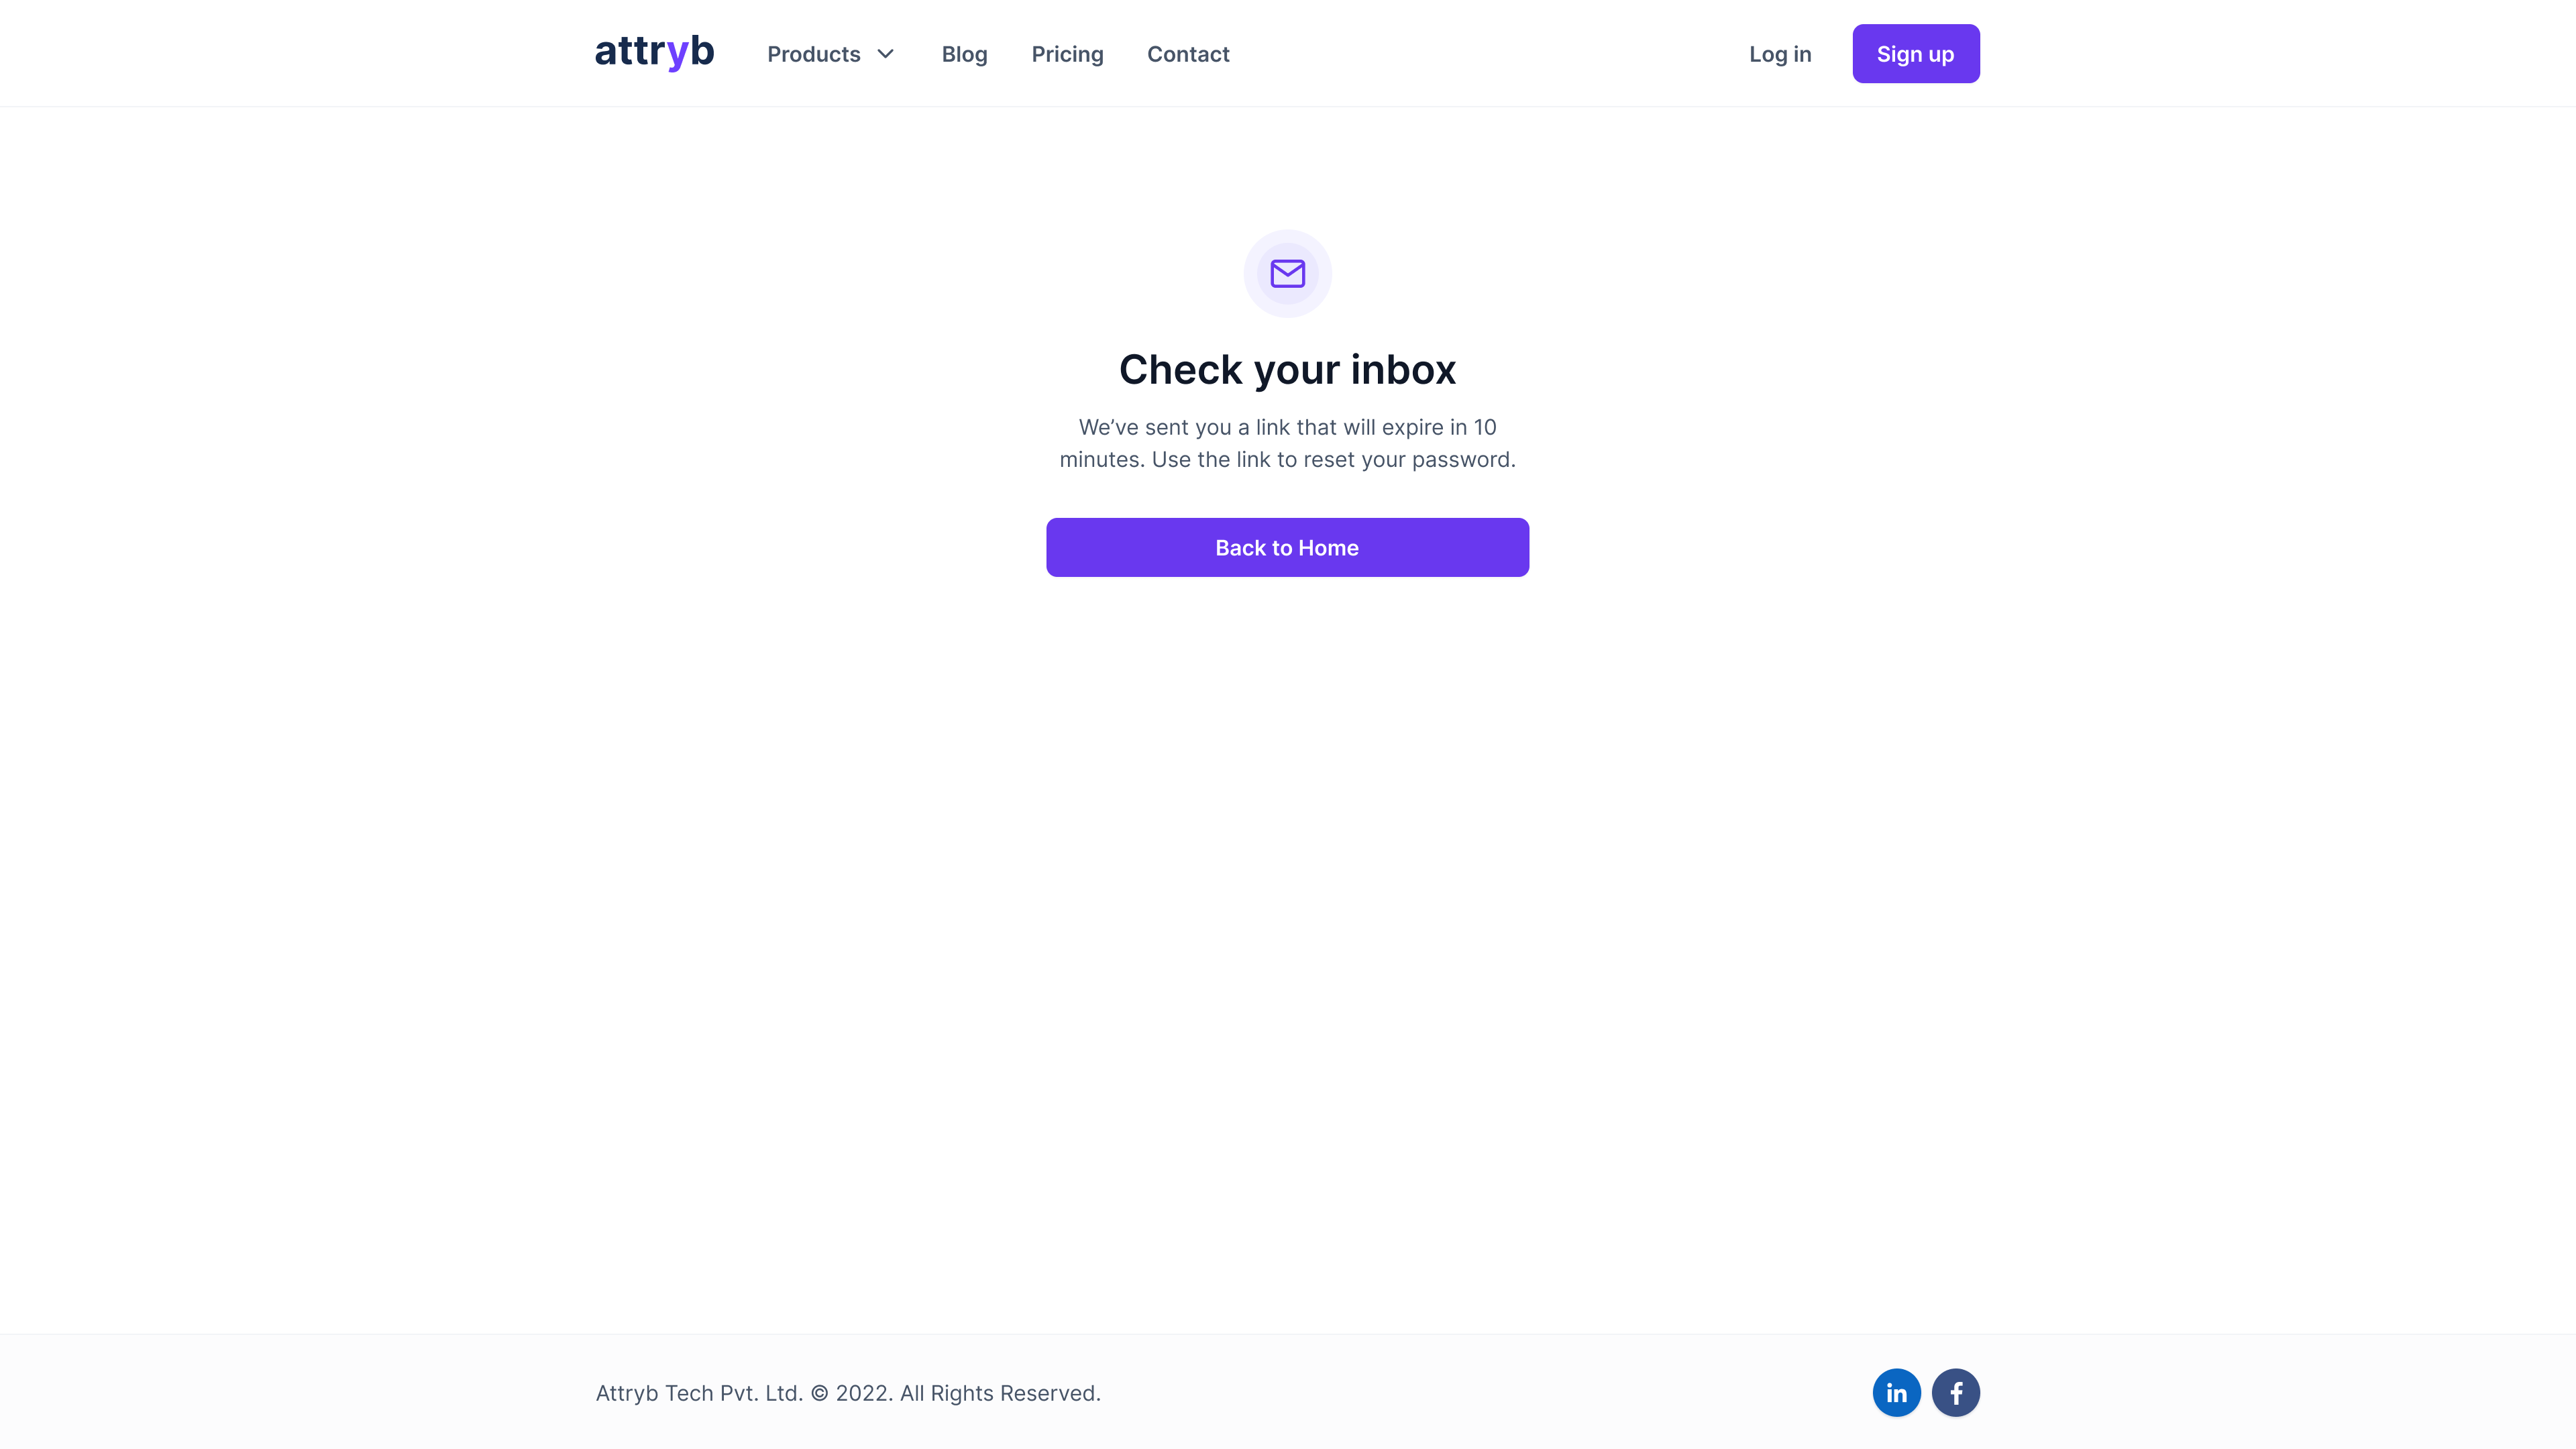 attryb
Products
Blog
Pricing
Contact
Log in
Sign up
Check your inbox
We’ve sent you a link that will expire in 10
minutes. Use the link to reset your password.
Back to Home
Attryb Tech Pvt. Ltd. © 2022. All Rights Reserved.
in
f